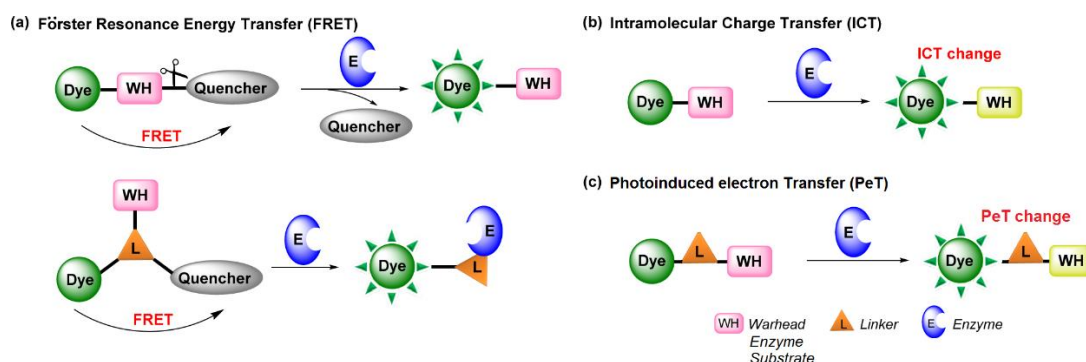 (a) Förster Resonance Energy Transfer (FRET)
Dye
WH
Quencher
FRET
E
Quencher
Dye
WH
WH
L
Dye
Quencher
FRET
E
Dye
E
L
(b) Intramolecular Charge Transfer (ICT)
Dye
WH
E
ICT change
Dye
WH
(c) Photoinduced electron Transfer (PeT)
Dye
L
WH
E
PeT change
Dye
L
WH
WH Warhead
Enzyme
Substrate
L Linker
E Enzyme